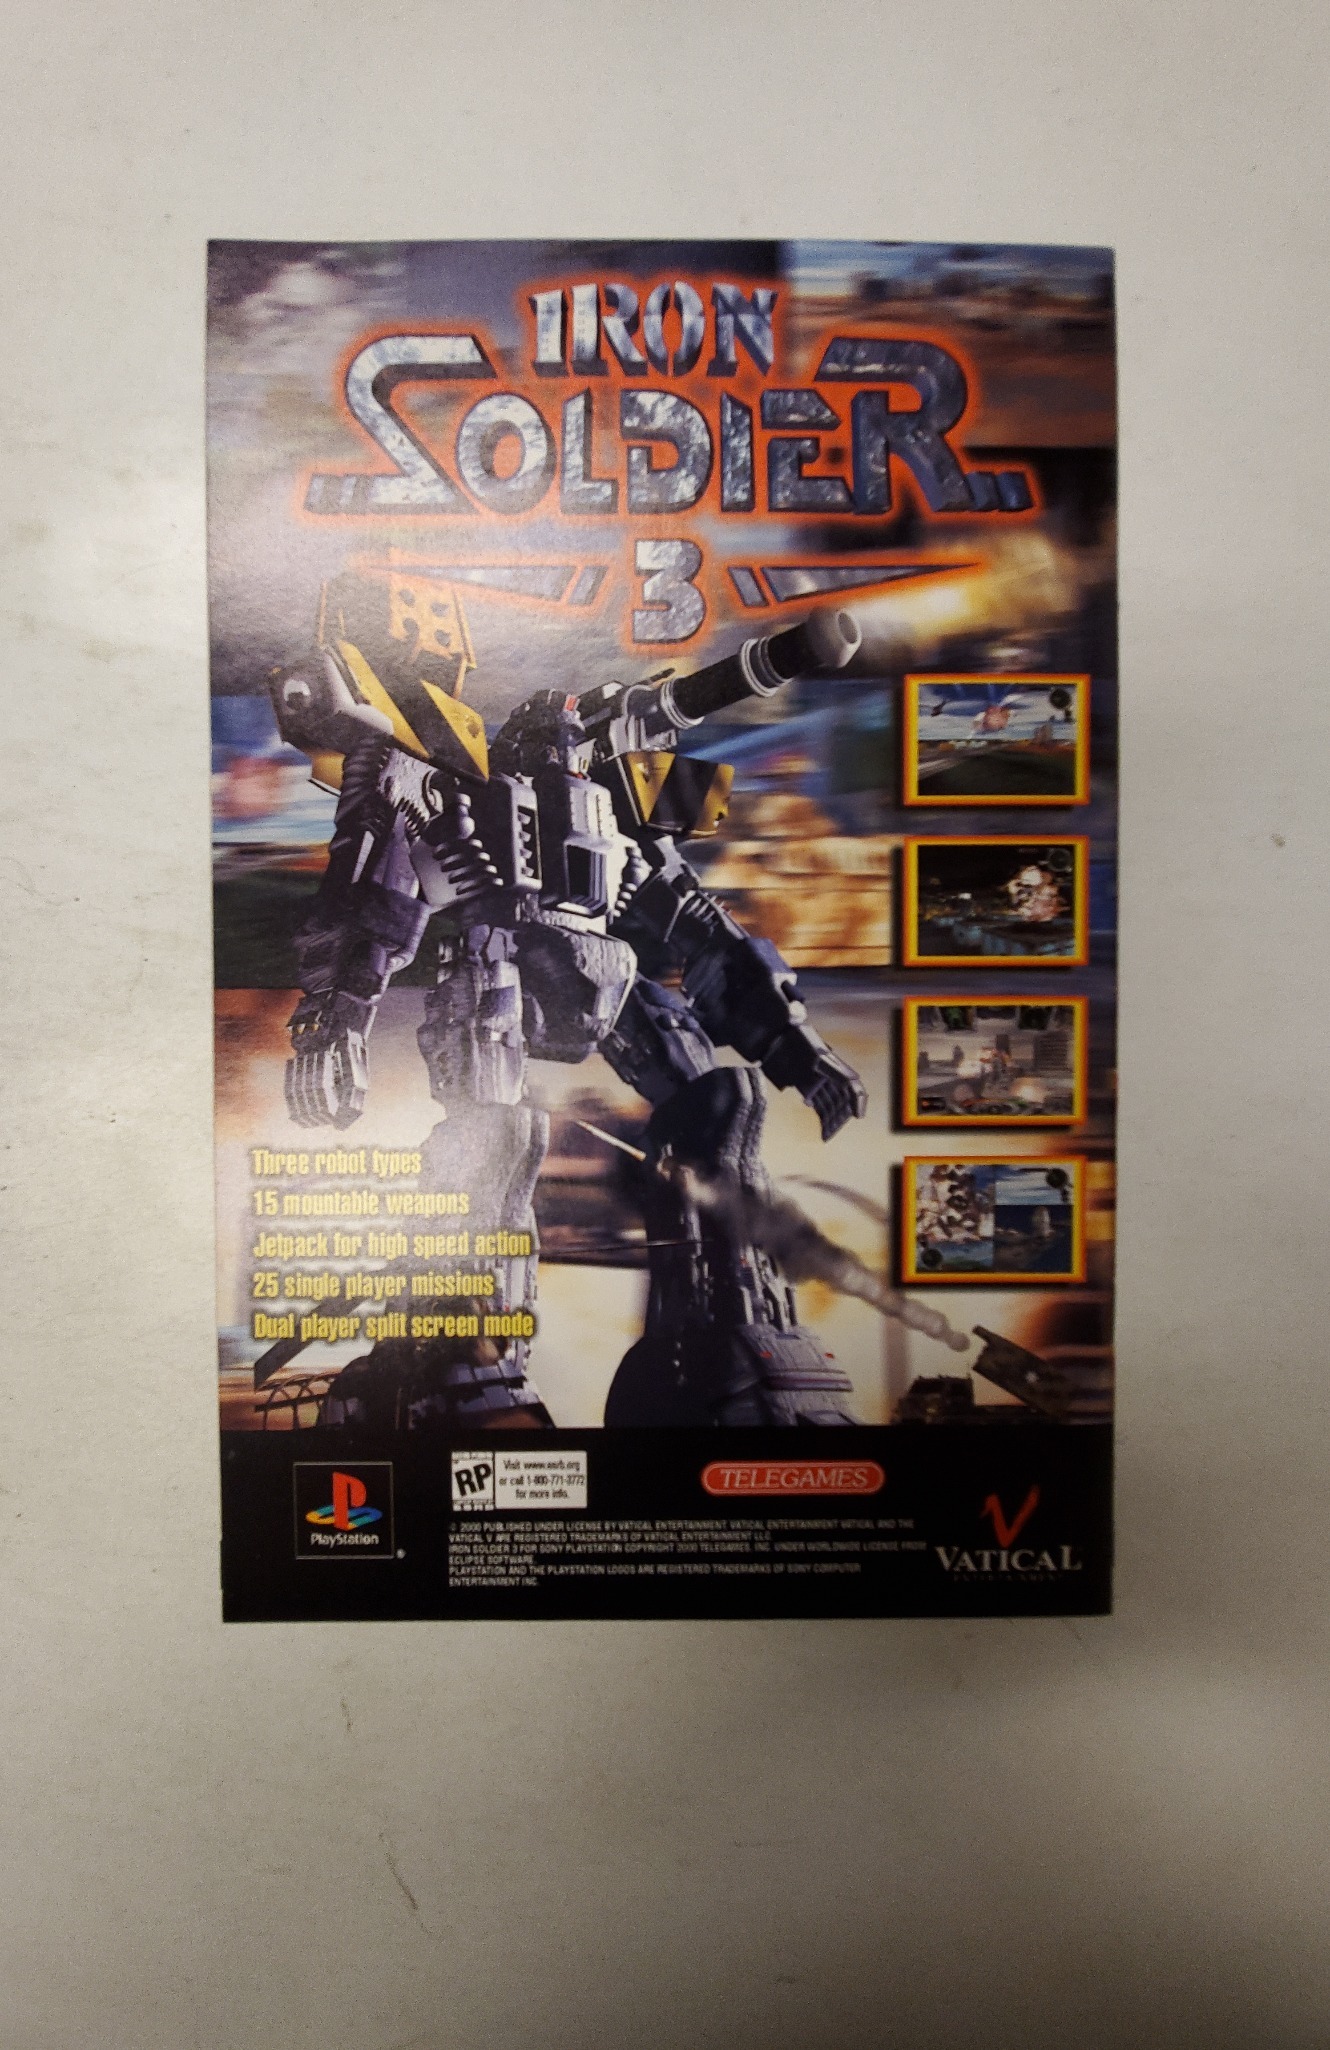 IRON
SOLDIER
3
Three robot types
15 mountable weapons
Jetpack for high speed action
25 single player missions
Dual player split screen mode
PlayStation
RP
Visit www.esrb.org
or call 1-800-771-3772
for more info.
TELEGAMES
© 2000 PUBLISHED UNDER LICENSE BY VATICAL ENTERTAINMENT. VATICAL ENTERTAINMENT VATICAL AND THE
VATICAL V ARE REGISTERED TRADEMARKS OF VATICAL ENTERTAINMENT LLC.
IRON SOLDIER 3 FOR SONY PLAYSTATION COPYRIGHT 2000 TELEGAMES, INC. UNDER WORLDWIDE LICENSE FROM
ECLIPSE SOFTWARE.
PLAYSTATION AND THE PLAYSTATION LOGOS ARE REGISTERED TRADEMARKS OF SONY COMPUTER
ENTERTAINMENT INC.
VATICAL
ENTERTAINMENT